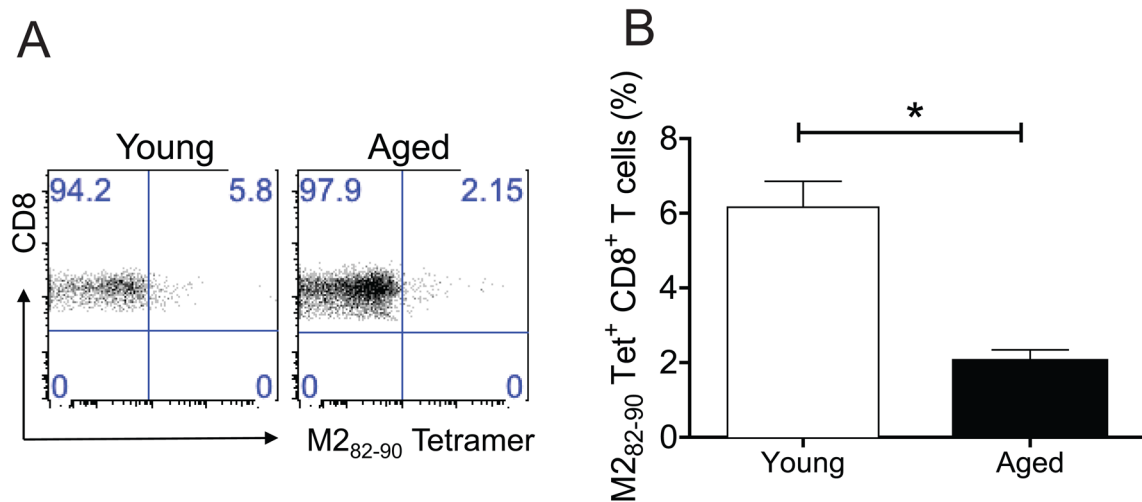 A
Young
Aged
94.2 5.8
97.9 2.15
0 0
0 0
CD8
M2₈₂₋₉₀ Tetramer
B
*
M2₈₂₋₉₀ Tet⁺ CD8⁺ T cells (%)
8
6
4
2
0
Young
Aged